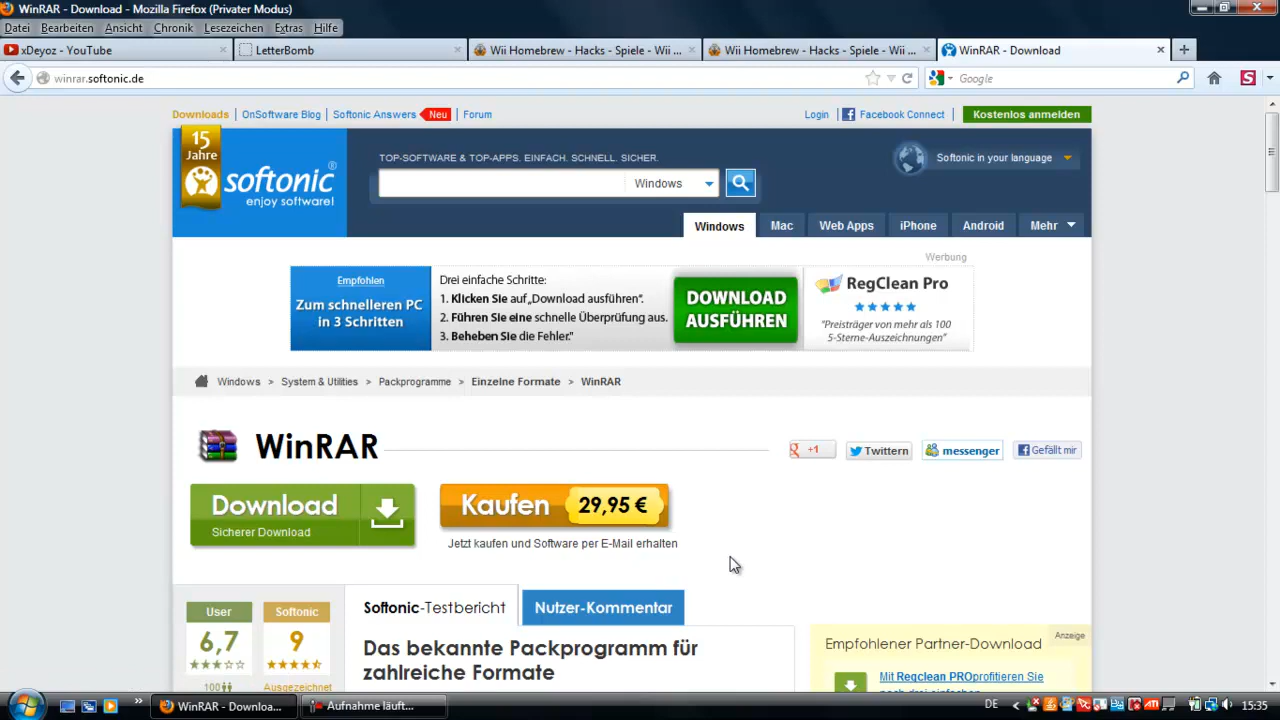 WinRAR - Download - Mozilla Firefox (Privater Modus)
Datei Bearbeiten Ansicht Chronik Lesezeichen Extras Hilfe
xDeyoz - YouTube
LetterBomb
Wii Homebrew - Hacks - Spiele - Wii ...
Wii Homebrew - Hacks - Spiele - Wii ...
WinRAR - Download
winrar.softonic.de
Google
Downloads | OnSoftware Blog | Softonic Answers Neu | Forum
Login | Facebook Connect | Kostenlos anmelden
15 Jahre
softonic®
enjoy software!
TOP-SOFTWARE & TOP-APPS. EINFACH. SCHNELL. SICHER.
Windows
Softonic in your language
Windows Mac Web Apps iPhone Android Mehr
Werbung
Empfohlen
Zum schnelleren PC
in 3 Schritten
Drei einfache Schritte:
1. Klicken Sie auf „Download ausführen“.
2. Führen Sie eine schnelle Überprüfung aus.
3. Beheben Sie die Fehler."
DOWNLOAD
AUSFÜHREN
RegClean Pro
"Preisträger von mehr als 100
5-Sterne-Auszeichnungen"
Windows > System & Utilities > Packprogramme > Einzelne Formate > WinRAR
WinRAR
+1
Twittern
messenger
Gefällt mir
Download
Sicherer Download
Kaufen 29,95 €
Jetzt kaufen und Software per E-Mail erhalten
User
6,7
100
Softonic
9
Ausgezeichnet
Softonic-Testbericht
Nutzer-Kommentar
Das bekannte Packprogramm für
zahlreiche Formate
Anzeige
Empfohlener Partner-Download
Mit Regclean PROprofitieren Sie
WinRAR - Downloa...
Aufnahme läuft...
DE
15:35